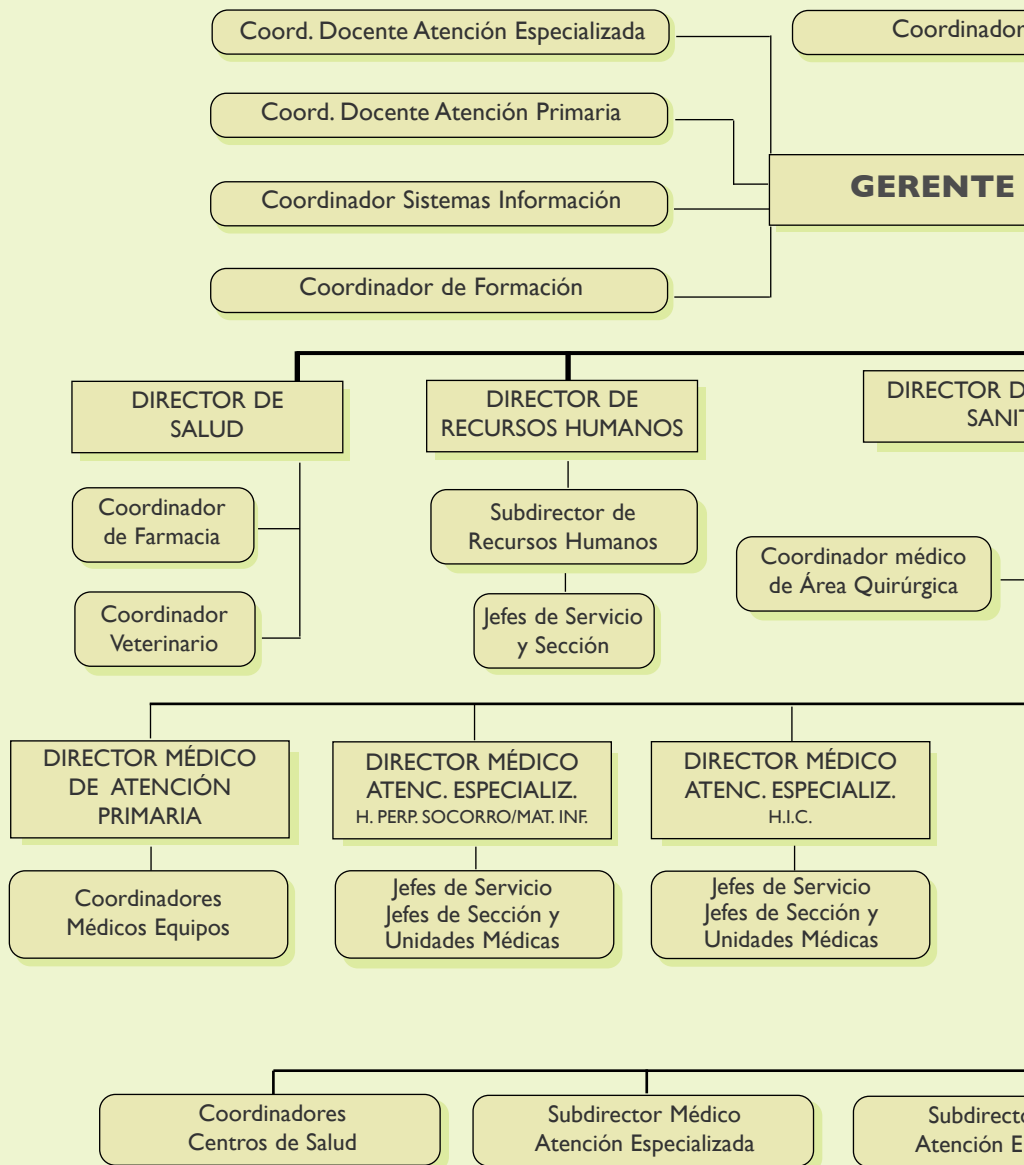 Coord. Docente Atención Especializada
Coordinador
Coord. Docente Atención Primaria
GERENTE
Coordinador Sistemas Información
Coordinador de Formación
DIRECTOR DE
SALUD
DIRECTOR DE
RECURSOS HUMANOS
DIRECTOR D
SANIT
Coordinador
de Farmacia
Subdirector de
Recursos Humanos
Coordinador médico
de Área Quirúrgica
Coordinador
Veterinario
Jefes de Servicio
y Sección
DIRECTOR MÉDICO
DE ATENCIÓN
PRIMARIA
DIRECTOR MÉDICO
ATENC. ESPECIALIZ.
H. PERP. SOCORRO/MAT. INF.
DIRECTOR MÉDICO
ATENC. ESPECIALIZ.
H.I.C.
Coordinadores
Médicos Equipos
Jefes de Servicio
Jefes de Sección y
Unidades Médicas
Jefes de Servicio
Jefes de Sección y
Unidades Médicas
Coordinadores
Centros de Salud
Subdirector Médico
Atención Especializada
Subdirecto
Atención E